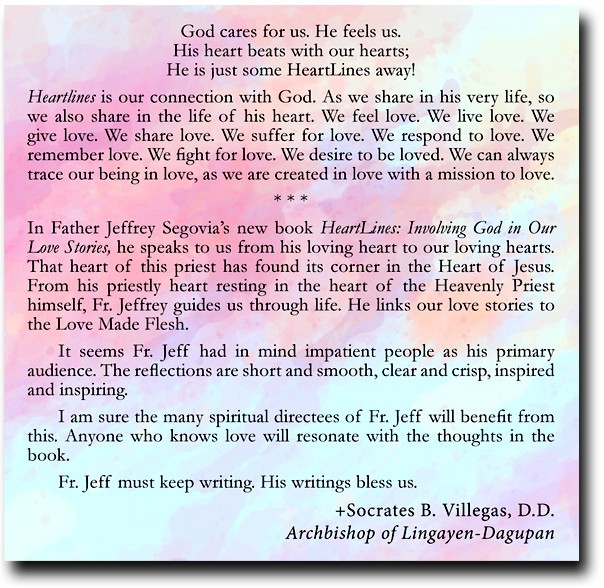 God cares for us. He feels us.
His heart beats with our hearts;
He is just some HeartLines away!
Heartlines is our connection with God. As we share in his very life, so
we also share in the life of his heart. We feel love. We live love. We
give love. We share love. We suffer for love. We respond to love. We
remember love. We fight for love. We desire to be loved. We can always
trace our being in love, as we are created in love with a mission to love.
* * *
In Father Jeffrey Segovia's new book HeartLines: Involving God in Our
Love Stories, he speaks to us from his loving heart to our loving hearts.
That heart of this priest has found its corner in the Heart of Jesus.
From his priestly heart resting in the heart of the Heavenly Priest
himself, Fr. Jeffrey guides us through life. He links our love stories to
the Love Made Flesh.
It seems Fr. Jeff had in mind impatient people as his primary
audience. The reflections are short and smooth, clear and crisp, inspired
and inspiring.
I am sure the many spiritual directees of Fr. Jeff will benefit from
this. Anyone who knows love will resonate with the thoughts in the
book.
Fr. Jeff must keep writing. His writings bless us.
+Socrates B. Villegas, D.D.
Archbishop of Lingayen-Dagupan